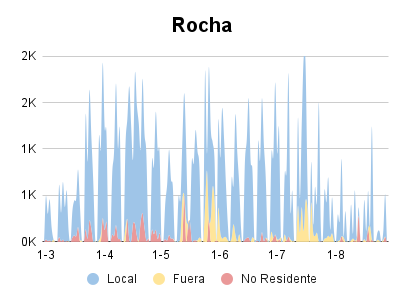 Rocha
2K
2K
1K
1K
0K
1-3 1-4 1-5 1-6 1-7 1-8
Local Fuera No Residente